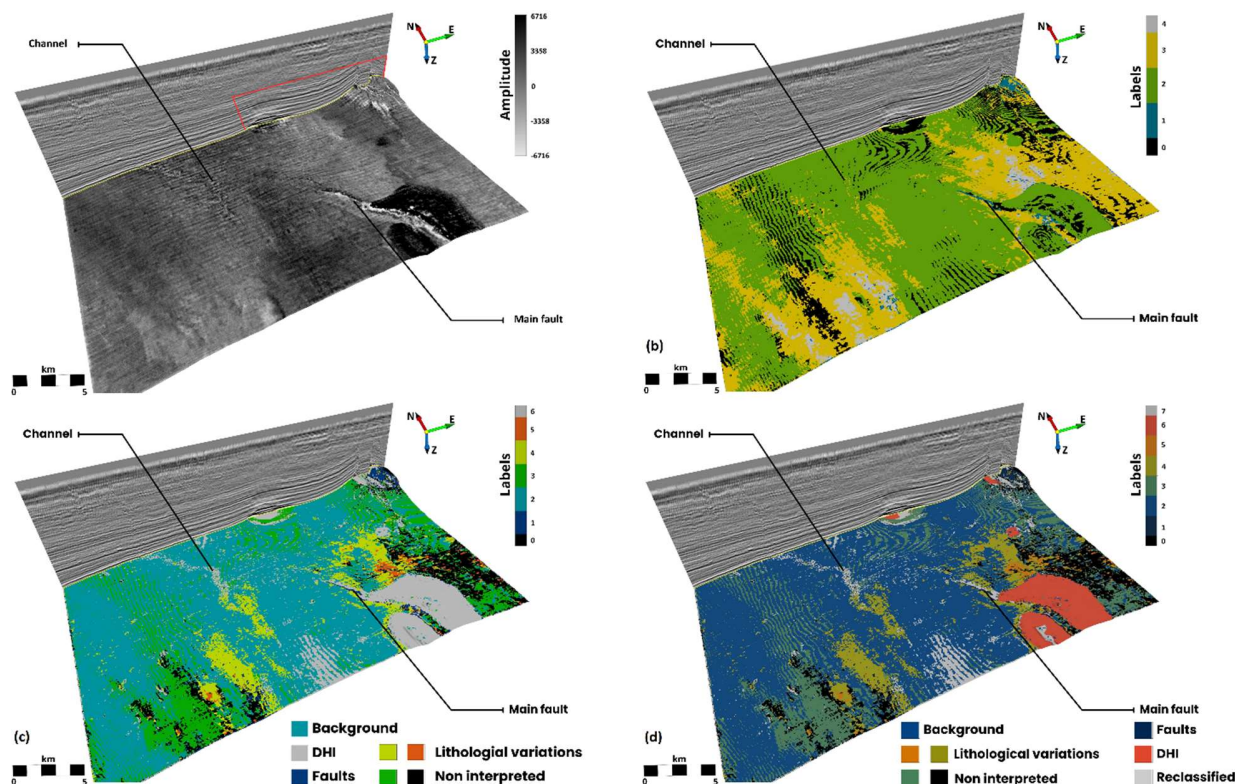 6716
3358
0
-3358
-6716
Amplitude
N
E
Z
Channel
Main fault
km
0
5
4
3
2
1
0
Labels
N
E
Z
Main fault
(b)
km
0
5
6
5
4
3
2
1
0
Labels
N
E
Z
Channel
Main fault
(c)
km
0
5
Background
DHI
Lithologial variations
Faults
Non interpreted
7
6
5
4
3
2
1
0
Labels
N
E
Z
Channel
Main fault
(d)
km
0
5
Background
Faults
Lithological variations
DHI
Non interpreted
Reclassified